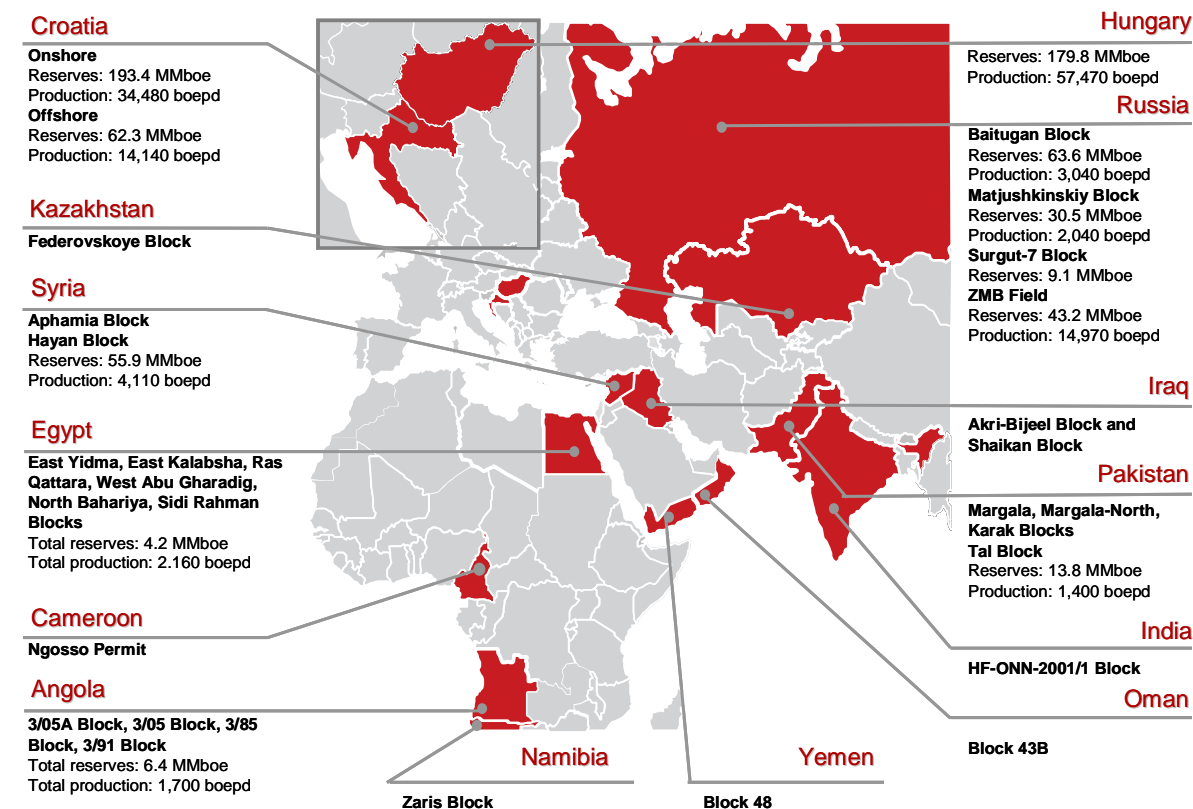 Croatia
Onshore
Reserves: 193.4 MMboe
Production: 34,480 boepd
Offshore
Reserves: 62.3 MMboe
Production: 14,140 boepd
Kazakhstan
Federovskoye Block
Syria
Aphamia Block
Hayan Block
Reserves: 55.9 MMboe
Production: 4,110 boepd
Egypt
East Yidma, East Kalabsha, Ras
Qattara, West Abu Gharadig,
North Bahariya, Sidi Rahman
Blocks
Total reserves: 4.2 MMboe
Total production: 2.160 boepd
Cameroon
Ngosso Permit
Angola
3/05A Block, 3/05 Block, 3/85
Block, 3/91 Block
Total reserves: 6.4 MMboe
Total production: 1,700 boepd
Namibia
Zaris Block
Yemen
Block 48
Hungary
Reserves: 179.8 MMboe
Production: 57,470 boepd
Russia
Baitugan Block
Reserves: 63.6 MMboe
Production: 3,040 boepd
Matjushkinskiy Block
Reserves: 30.5 MMboe
Production: 2,040 boepd
Surgut-7 Block
Reserves: 9.1 MMboe
ZMB Field
Reserves: 43.2 MMboe
Production: 14,970 boepd
Iraq
Akri-Bijeel Block and
Shaikan Block
Pakistan
Margala, Margala-North,
Karak Blocks
Tal Block
Reserves: 13.8 MMboe
Production: 1,400 boepd
India
HF-ONN-2001/1 Block
Oman
Block 43B